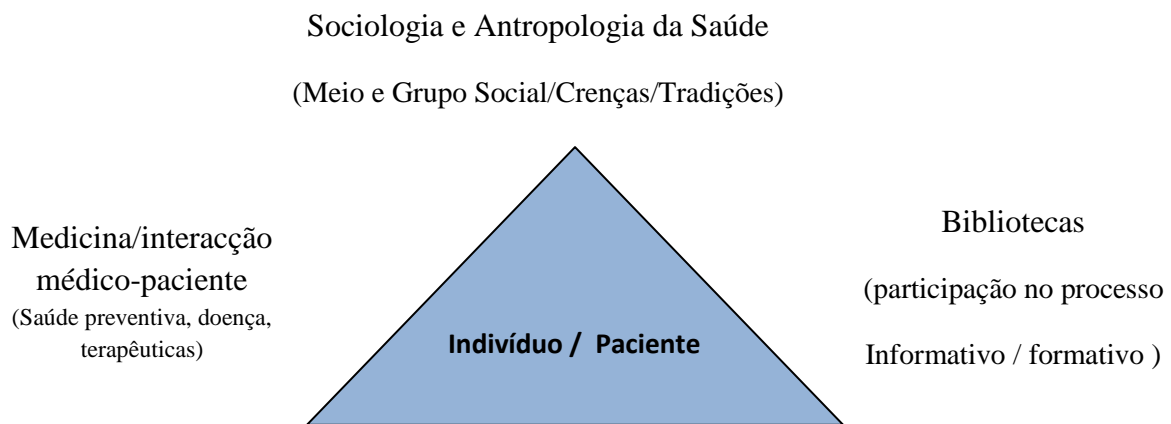 Sociologia e Antropologia da Saúde
(Meio e Grupo Social/Crenças/Tradições)
Medicina/interacção
médico-paciente
(Saúde preventiva, doença,
terapêuticas)
Indivíduo / Paciente
Bibliotecas
(participação no processo
Informativo / formativo )